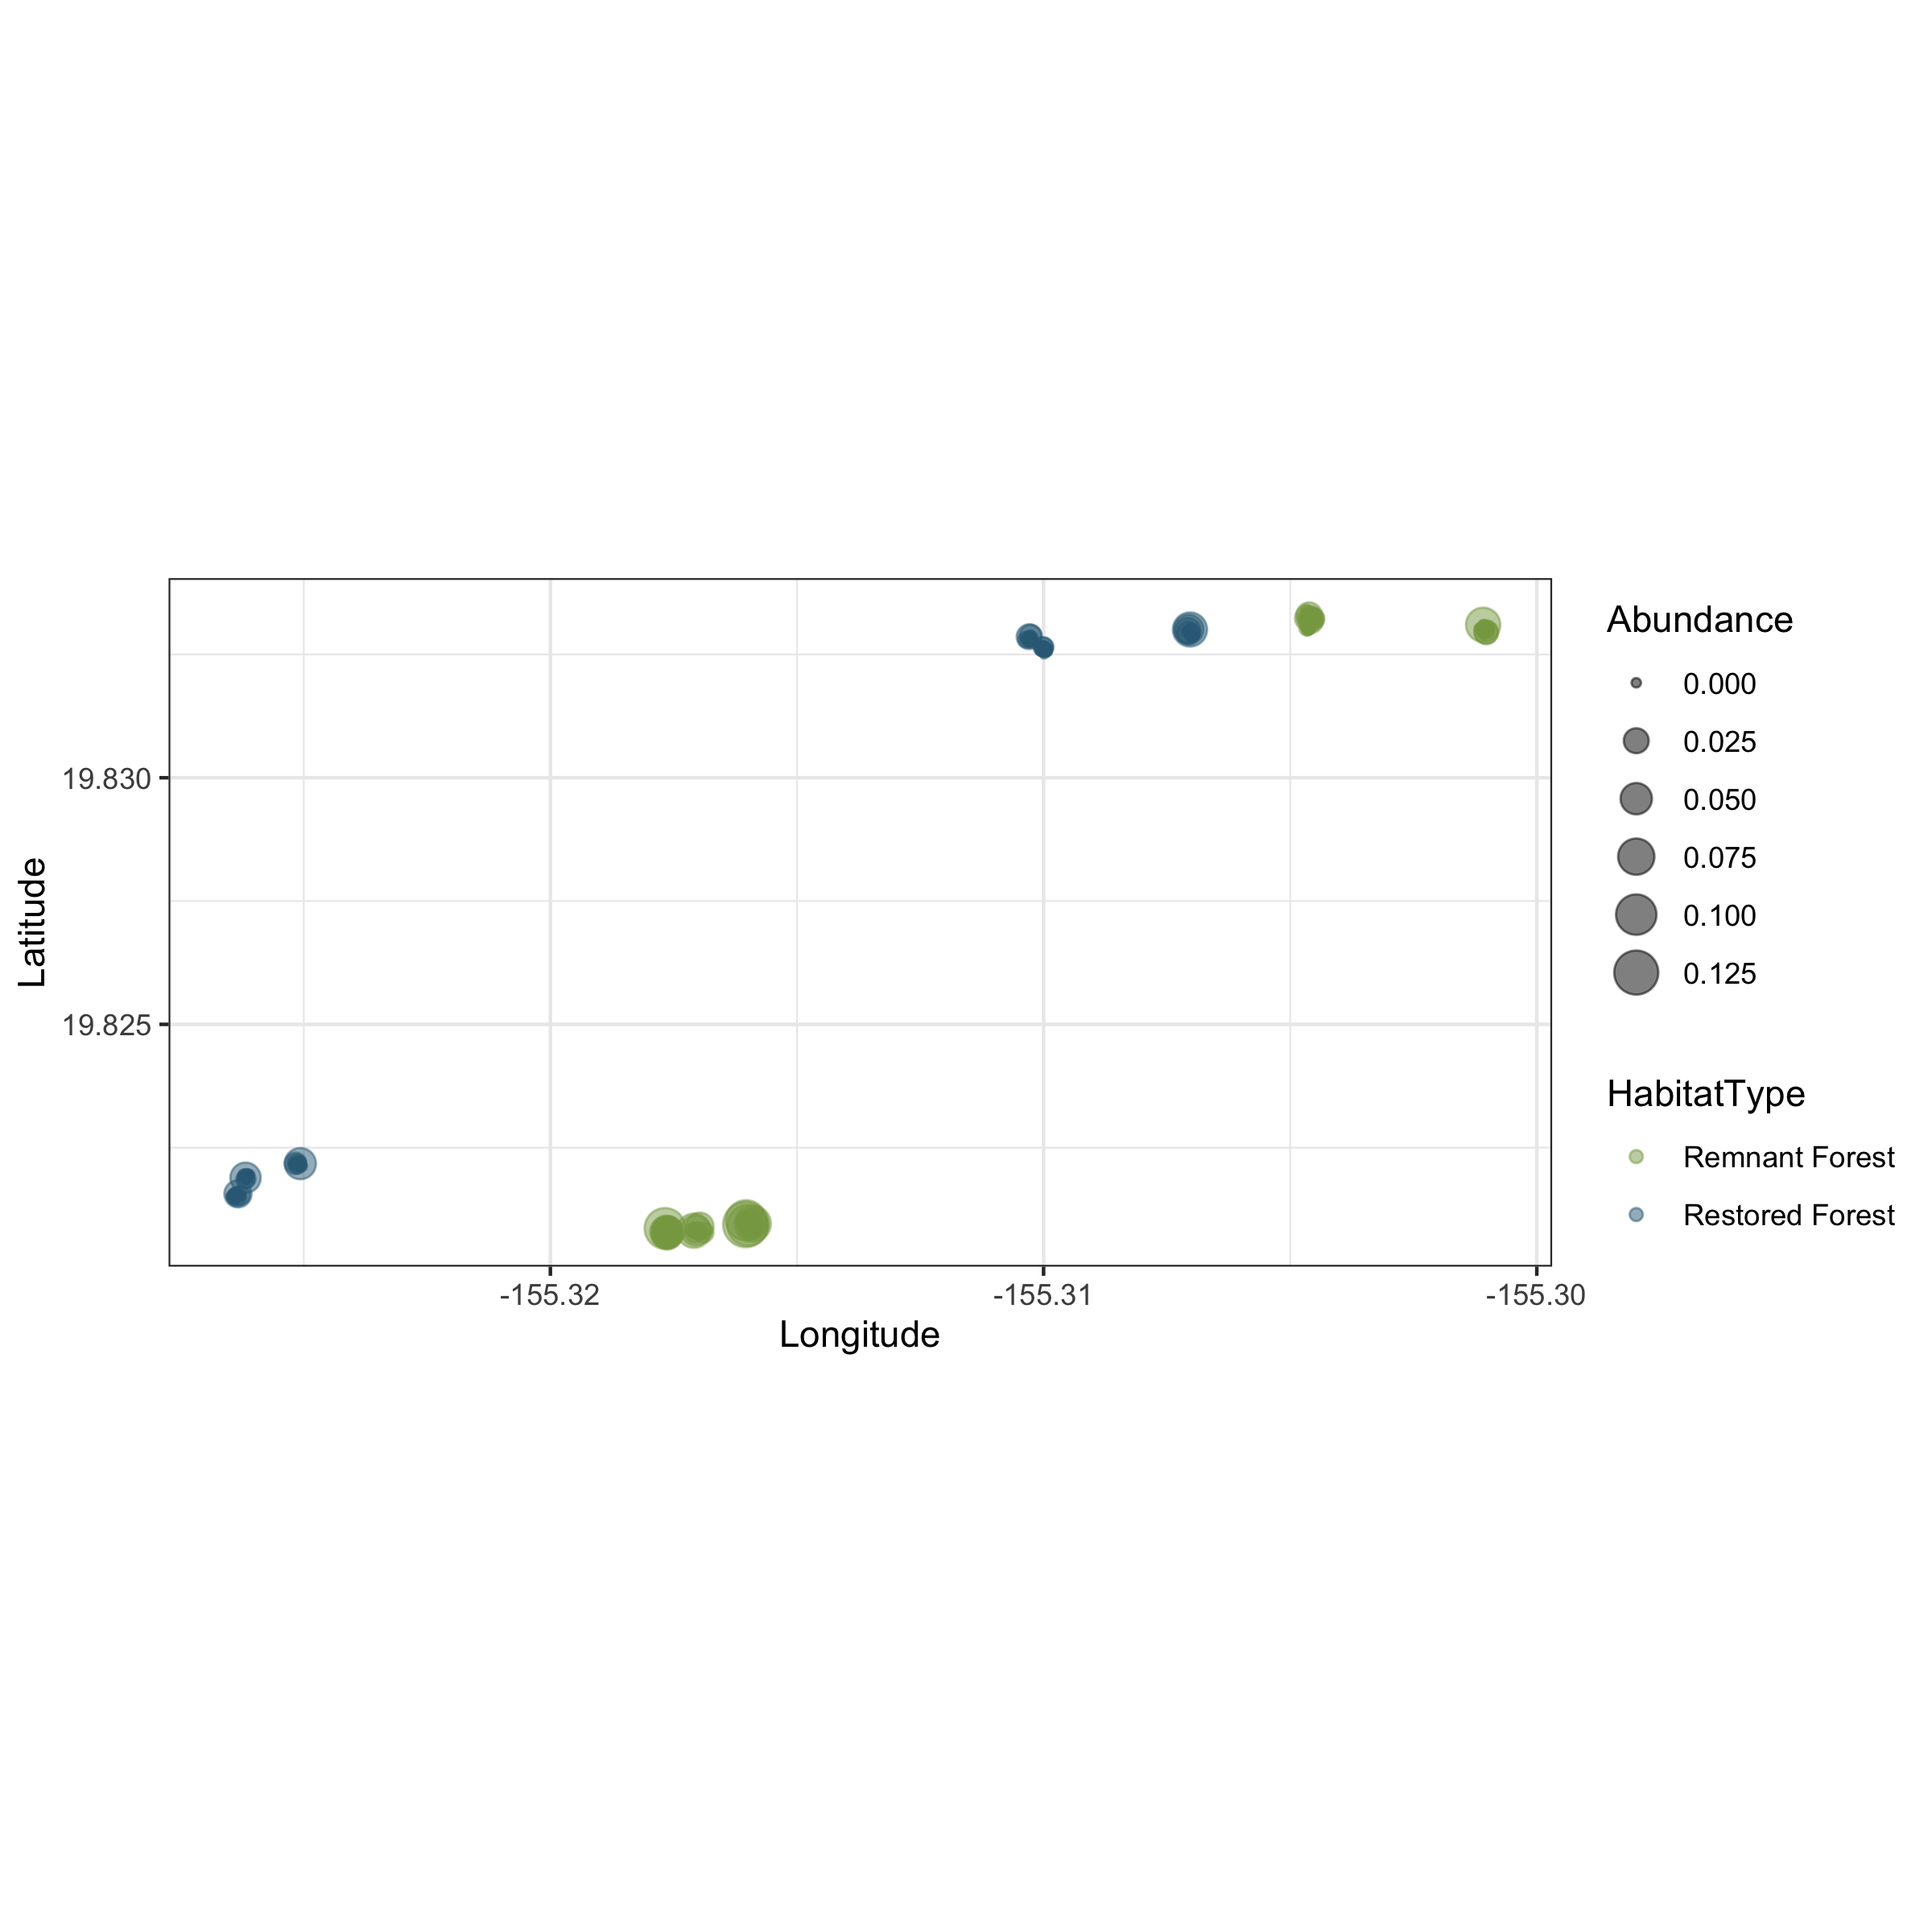 Latitude
19.830
19.825
-155.32
-155.31
-155.30
Longitude
Abundance
0.000
0.025
0.050
0.075
0.100
0.125
HabitatType
Remnant Forest
Restored Forest